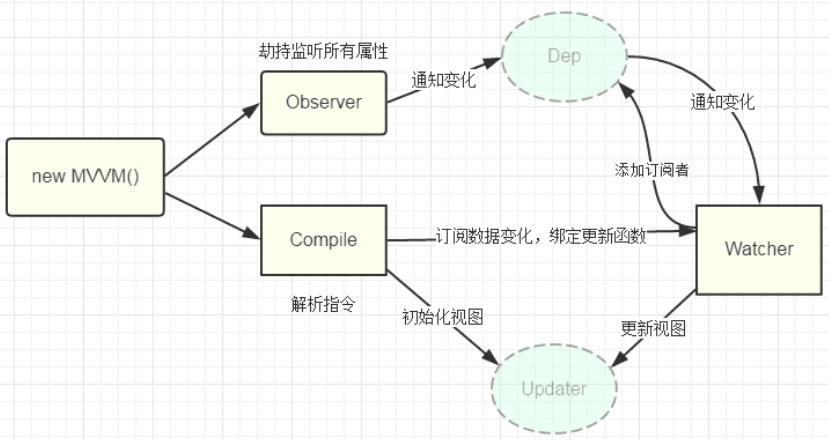 劫持监听所有属性
Dep
Observer
通知变化
通知变化
new MVVM()
添加订阅者
Compile
订阅数据变化，绑定更新函数
Watcher
解析指令
初始化视图
更新视图
Updater